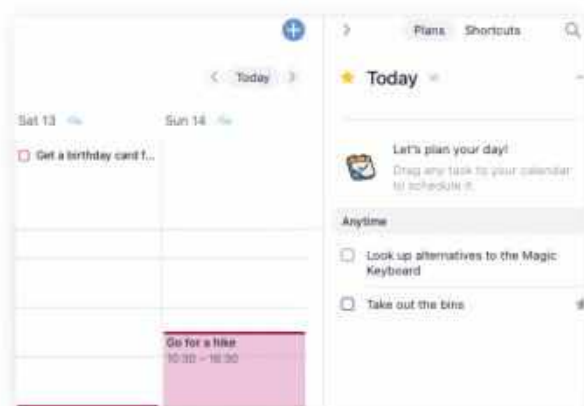 Plans Shortcuts
Today
Today
Sat 13
Sun 14
Get a birthday card f...
Let's plan your day!
Drag any task to your calendar
to schedule it.
Anytime
Look up alternatives to the Magic
Keyboard
Take out the bins
Go for a hike
10:30 – 16:30